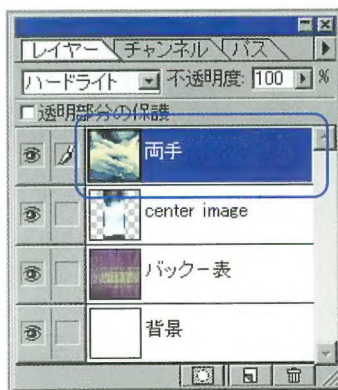 レイヤー チャンネル パス
ハードライト 不透明度: 100 %
透明部分の保護
両手
center image
バックー表
背景